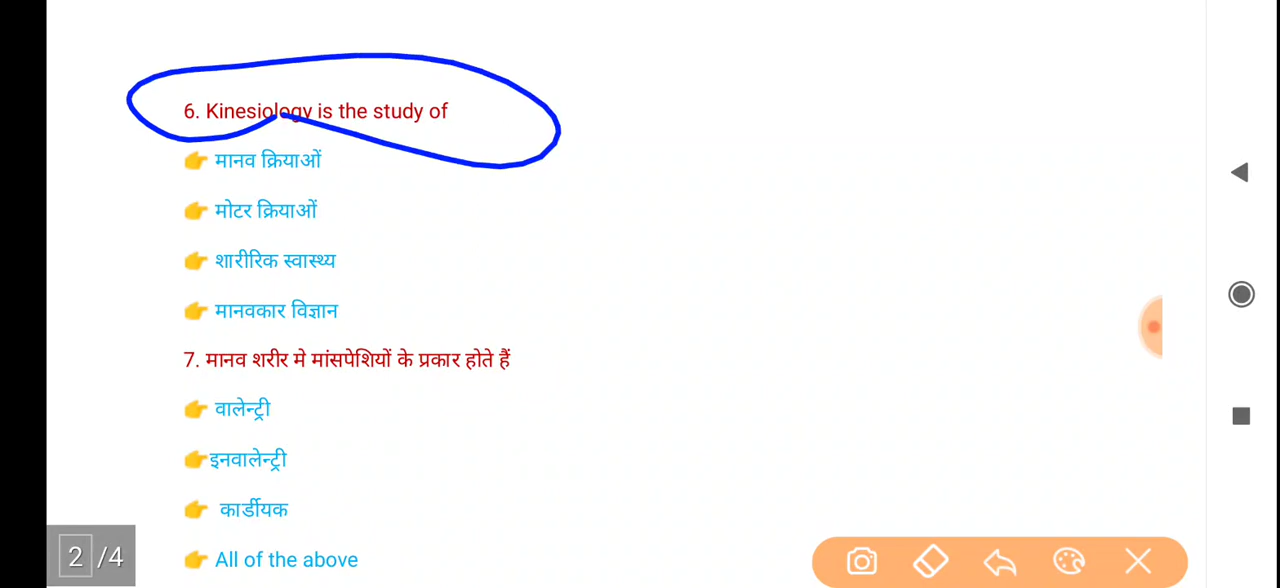 6. Kinesiology is the study of
👉 मानव क्रियाओं
👉 मोटर क्रियाओं
👉 शारीरिक स्वास्थ्य
👉 मानवकार विज्ञान
7. मानव शरीर मे मांसपेशियों के प्रकार होते हैं
👉 वालेन्ट्री
👉इनवालेन्ट्री
👉 कार्डीयक
👉 All of the above
2 /4